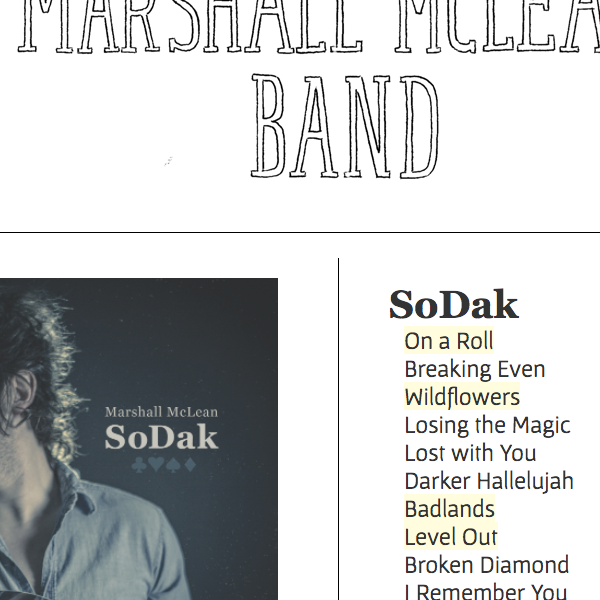 MARSHALL MCLEA
BAND
Marshall McLean
SoDak
SoDak
On a Roll
Breaking Even
Wildflowers
Losing the Magic
Lost with You
Darker Hallelujah
Badlands
Level Out
Broken Diamond
I Remember You